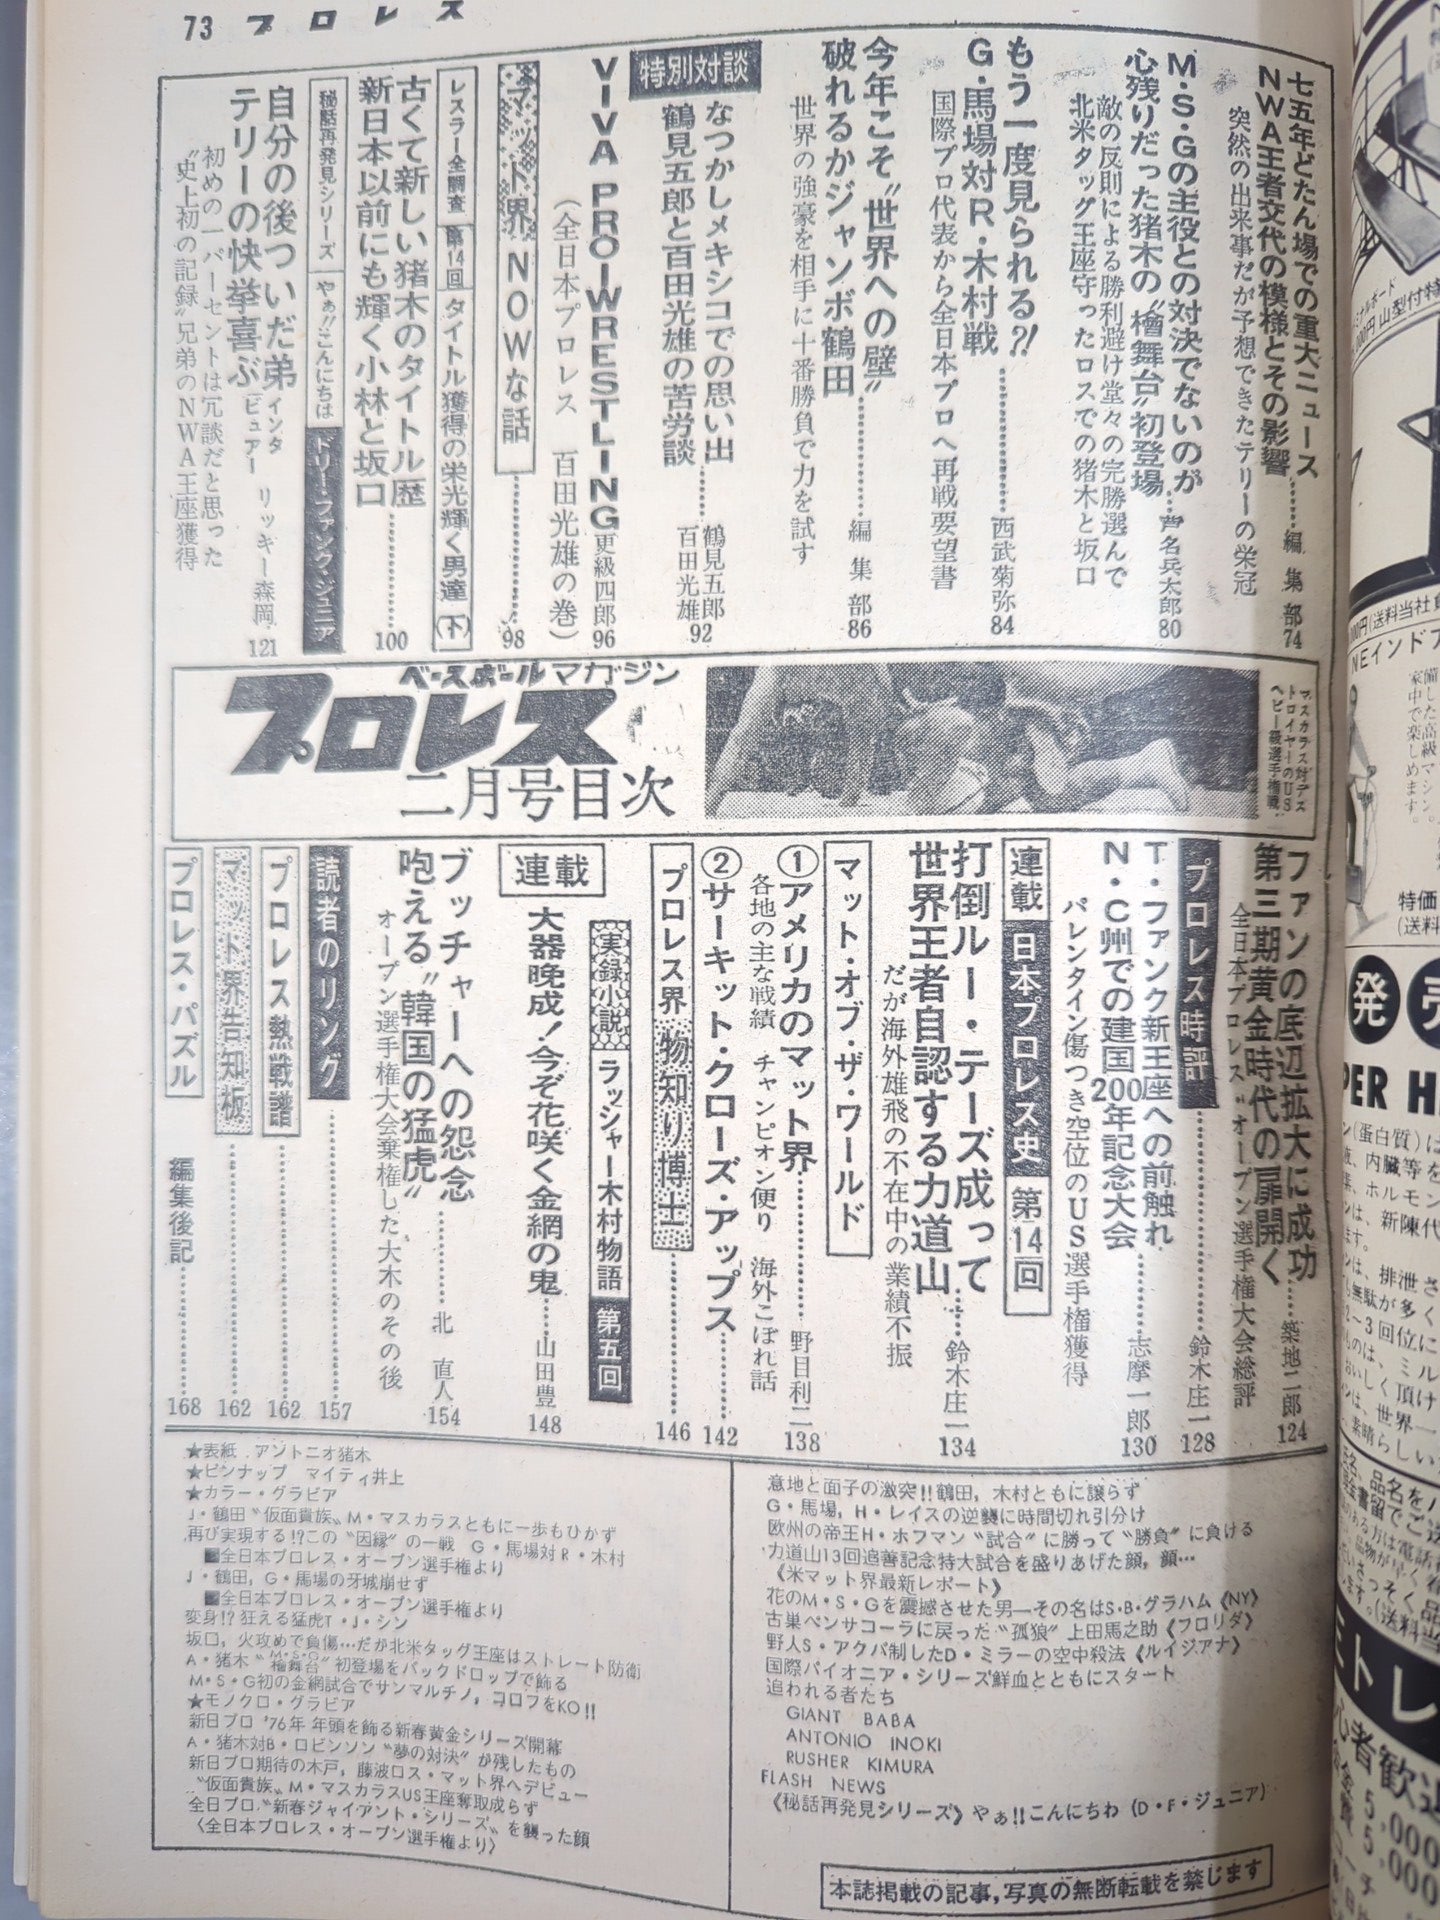 73 プロレス
七五年どたん場での重大ニュース
NWA王者交代の模様とその影響……編集部 74
突然の出来事だが予想できたテリーの栄冠
M・S・Gの主役との対決でないのが
心残りだった猪木の〝檜舞台〟初登場…芦名兵太郎 80
敵の反則による勝利避け堂々の完勝選んで
北米タッグ王座守ったロスでの猪木と坂口
もう一度見られる⁈
G・馬場対R・木村戦……西武菊弥 84
国際プロ代表から全日本プロへ再戦要望書
今年こそ〝世界への壁〟
破れるかジャンボ鶴田……編集部 86
世界の強豪を相手に十番勝負で力を試す
特別対談
なつかしメキシコでの思い出
鶴見五郎と百田光雄の苦労談……鶴見五郎 百田光雄 92
VIVA PRO!WRESTLING 更級四郎 96
(全日本プロレス 百田光雄の巻)
マット界NOWな話……98
レスラー全調査 第14回 タイトル獲得の栄光輝く男達(下)
古くて新しい猪木のタイトル歴
新日本以前にも輝く小林と坂口……100
秘話再発見シリーズ やぁ!!こんにちは ドリー・ファンク・ジュニア
自分の後ついだ弟
テリーの快挙喜ぶ インタビュアー リッキー森岡 121
初めの一パーセントは冗談だと思った
〝史上初の記録〟兄弟のNWA王座獲得
ベースボールマガジン
プロレス
二月号目次
マスカラス対デス
トロイヤーのUS
ヘビー級選手権戦
ファンの底辺拡大に成功
第三期黄金時代の扉開く……築地二郎 124
全日本プロレス〝オープン選手権大会総評
プロレス時評……鈴木庄一 128
T・ファンク新王座への前触れ
N・C州での建国200年記念大会……志摩一郎 130
バレンタイン傷つき空位のUS選手権獲得
連載 日本プロレス史 第14回
打倒ルー・テーズ成って
世界王者自認する力道山……鈴木庄一 134
だが海外雄飛の不在中の業績不振
マット・オブ・ザ・ワールド
①アメリカのマット界……野目利二 138
各地の主な戦績 チャンピオン便り 海外こぼれ話
②サーキット・クローズ・アップス……142
プロレス界物知り博士……146
連載
実録小説 ラッシャー木村物語 第五回
大器晩成!今ぞ花咲く金網の鬼……山田豊 148
ブッチャーへの怨念
咆える〝韓国の猛虎〟……北 直人 154
オープン選手権大会棄権した大木のその後
読者のリング……157
プロレス熱戦譜……162
マット界告知板……162
プロレス・パズル
編集後記……168
★表紙 アントニオ猪木
★ピンナップ マイティ井上
★カラー・グラビア
J・鶴田〝仮面貴族〟M・マスカラスともに一歩もひかず
再び実現する!?この〝因縁〟の一戦 G・馬場対R・木村
■全日本プロレス・オープン選手権より
J・鶴田,G・馬場の牙城崩せず
■全日本プロレス・オープン選手権より
変身!?狂える猛虎T・J・シン
坂口,火攻めで負傷…だが北米タッグ王座はストレート防衛
A・猪木〝檜舞台〟M・S・G 初登場をバックドロップで飾る
M・S・G初の金網試合でサンマルチノ,コロフをKO!!
★モノクロ・グラビア
新日プロ '76年 年頭を飾る新春黄金シリーズ開幕
A・猪木対B・ロビンソン〝夢の対決〟が残したもの
新日プロ期待の木戸,藤波ロス・マット界へデビュー
〝仮面貴族〟M・マスカラスUS王座奪取成らず
全日プロ.〝新春ジャイアント・シリーズ〟を襲った顔
〈全日本プロレス・オープン選手権より〉
意地と面子の激突!!鶴田,木村ともに譲らず
G・馬場,H・レイスの逆襲に時間切れ引分け
欧州の帝王H・ホフマン〝試合〟に勝って〝勝負〟に負ける
力道山13回追善記念特大試合を盛りあげた顔,顔…
《米マット界最新レポート》
花のM・S・Gを震撼させた男―その名はS・B・グラハム《NY》
古巣ペンサコーラに戻った〝孤狼〟上田馬之助《フロリダ》
野人S・アクバ制したD・ミラーの空中殺法《ルイジアナ》
国際パイオニア・シリーズ鮮血とともにスタート
追われる者たち
GIANT BABA
ANTONIO INOKI
RUSHER KIMURA
FLASH NEWS
《秘話再発見シリーズ》やぁ!!こんにちわ(D・F・ジュニア)
本誌掲載の記事,写真の無断転載を禁じます
NEインドア
特価
発売
PER H